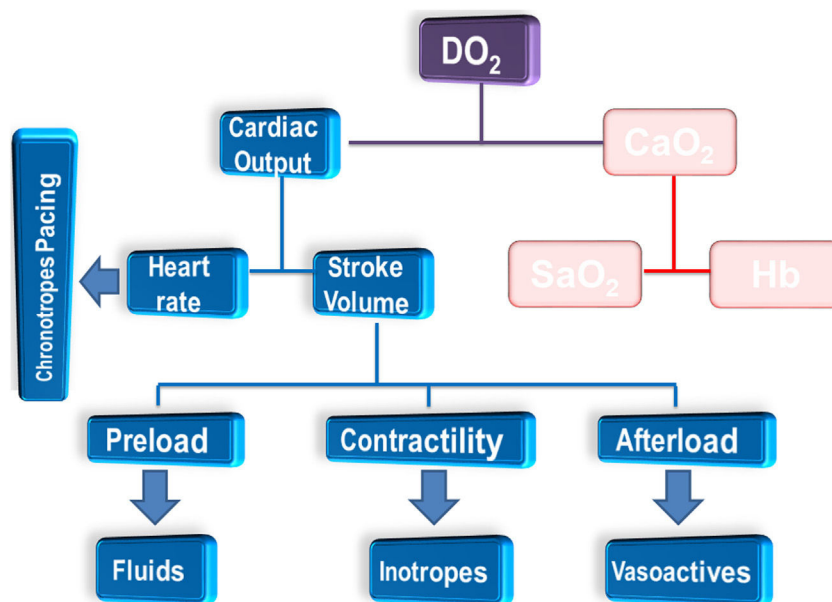 DO₂
Cardiac
Output
CaO₂
Chronotropes Pacing
Heart
rate
Stroke
Volume
SaO₂
Hb
Preload
Contractility
Afterload
Fluids
Inotropes
Vasoactives